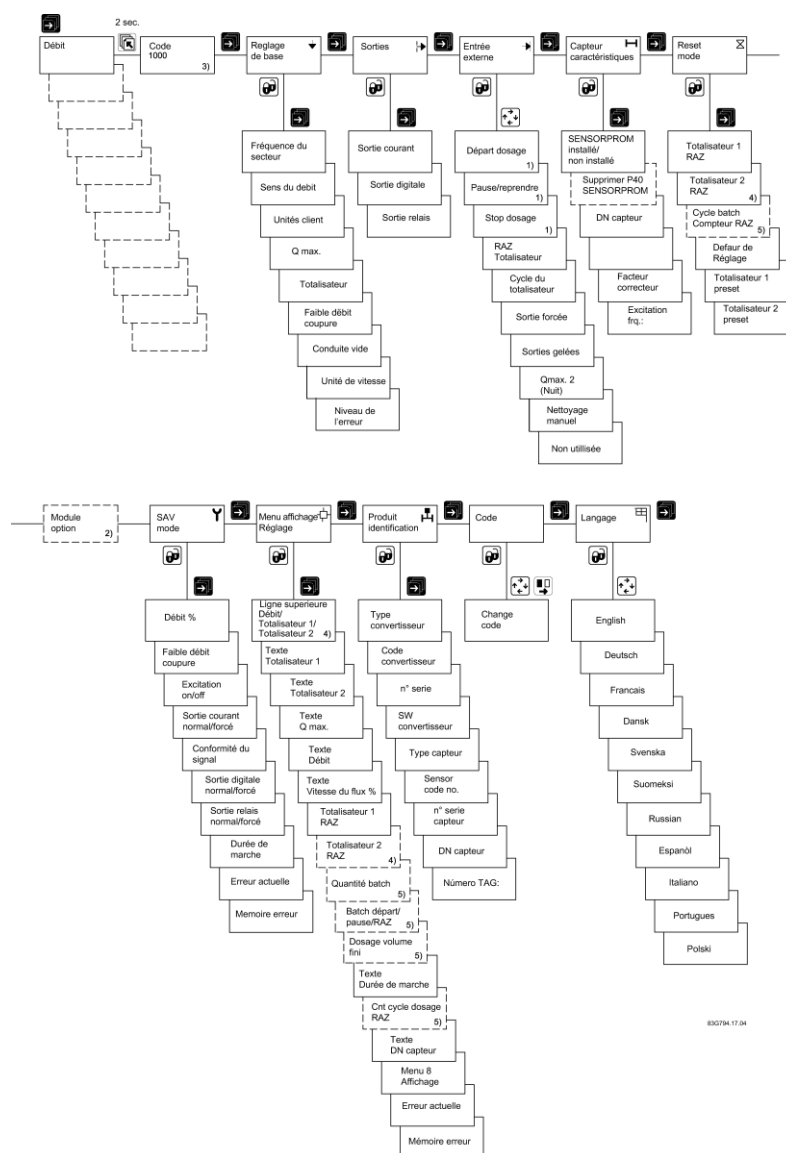 2 sec.
Débit
Code
1000
3)
Reglage
de base
Sorties
Entrée
externe
Capteur
caractéristiques
Reset
mode
Fréquence du
secteur
Sens du debit
Unités client
Q max.
Totalisateur
Faible dëbit
coupure
Conduite vide
Unité de vitesse
Niveau de
l'erreur
Sortie courant
Sortie digitale
Sortie relais
Départ dosage
1)
Pause/reprendre
1)
Stop dosage
1)
RAZ
Totalisateur
Cycle du
totalisateur
Sortie forcée
Sorties gelées
Qmax. 2
(Nuit)
Nettoyage
manuel
Non utillisée
SENSORPROM
installé/
non installé
Supprimer P40
SENSORPROM
DN capteur
Facteur
correcteur
Excitation
frq.:
Totalisateur 1
RAZ
Totalisateur 2
RAZ
4)
Cycle batch
Compteur RAZ
5)
Defaur de
Réglage
Totalisateur 1
preset
Totalisateur 2
preset
Module
option
2)
SAV
mode
Menu affichage
Réglage
Produit
identification
Code
Langage
Débit %
Faible débit
coupure
Excitation
on/off
Sortie courant
normal/forcé
Conformité du
signal
Sortie digitale
normal/forcé
Sortie relais
normal/forcé
Durée de
marche
Erreur actuelle
Memoire erreur
Ligne superieure
Débit/
Totalisateur 1/
Totalisateur 2
4)
Texte
Totalisateur 1
Texte
Totalisateur 2
Texte
Q max.
Texte
Débit
Texte
Vitesse du flux %
Totalisateur 1
RAZ
Totalisateur 2
RAZ
4)
Quantité batch
5)
Batch départ/
pause/RAZ
5)
Dosage volume
fini
5)
Texte
Durée de marche
Cnt cycle dosage
RAZ
5)
Texte
DN capteur
Menu 8
Affichage
Erreur actuelle
Mémoire erreur
Type
convertisseur
Code
convertisseur
n° serie
SW
convertisseur
Type capteur
Sensor
code no.
n° serie
capteur
DN capteur
Número TAG:
Change
code
English
Deutsch
Francais
Dansk
Svenska
Suomeksi
Russian
Espanòl
Italiano
Portugues
Polski
83G794.17.04